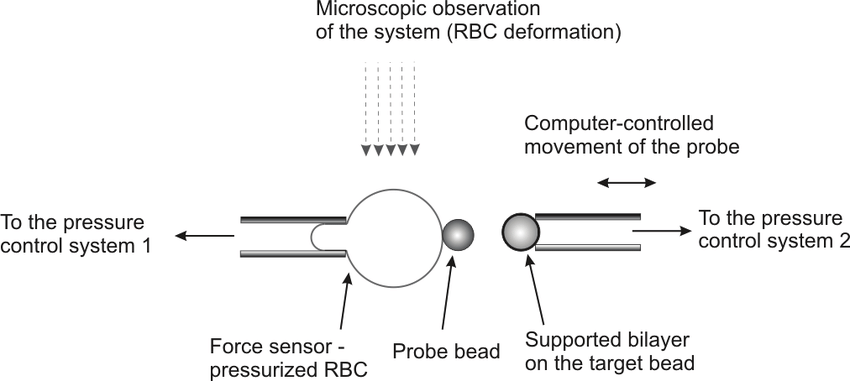 Microscopic observation
of the system (RBC deformation)
Computer-controlled
movement of the probe
To the pressure
control system 1
To the pressure
control system 2
Force sensor -
pressurized RBC
Probe bead
Supported bilayer
on the target bead